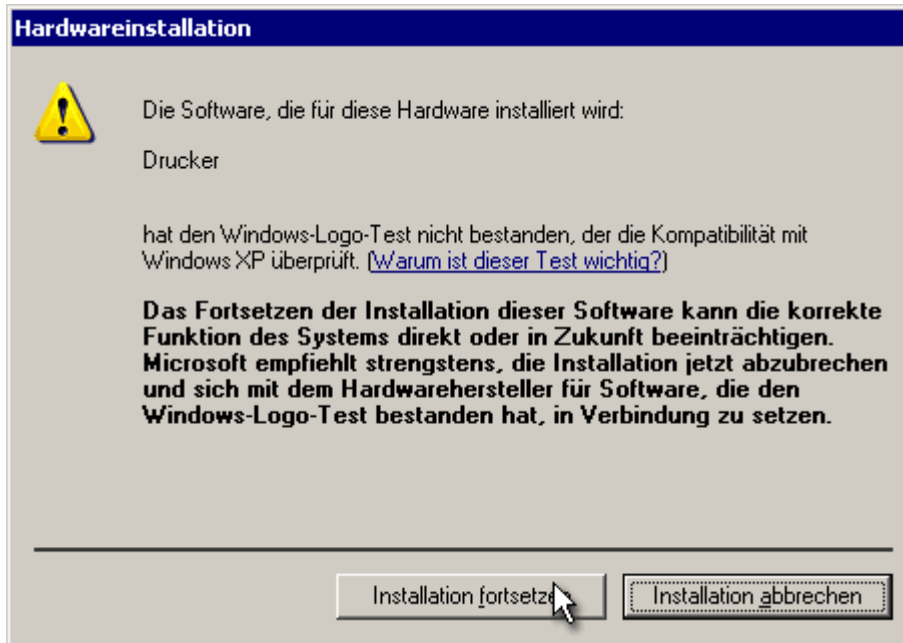 Hardwareinstallation
Die Software, die für diese Hardware installiert wird:
Drucker
hat den Windows-Logo-Test nicht bestanden, der die Kompatibilität mit
Windows XP überprüft. (Warum ist dieser Test wichtig?)
Das Fortsetzen der Installation dieser Software kann die korrekte
Funktion des Systems direkt oder in Zukunft beeinträchtigen.
Microsoft empfiehlt strengstens, die Installation jetzt abzubrechen
und sich mit dem Hardwarehersteller für Software, die den
Windows-Logo-Test bestanden hat, in Verbindung zu setzen.
Installation fortsetzen
Installation abbrechen